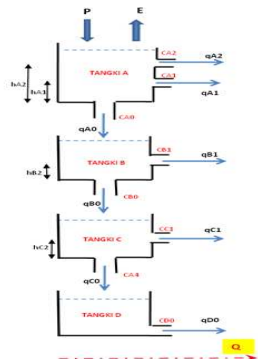 P E
CA2
qA2
TANGKI A
CA1
hA2
hA1
qA1
qA0
CA0
CB1
qB1
TANGKI B
hB2
qB0
CB0
CC1
qC1
TANGKI C
hC2
qC0
CA4
TANGKI D
CB0
qD0
Q